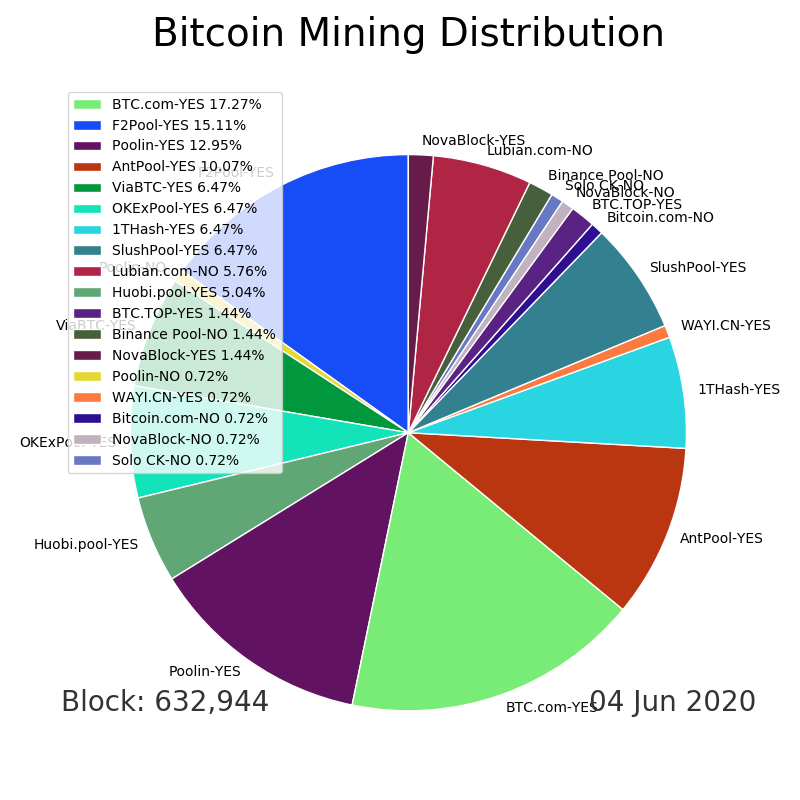 Bitcoin Mining Distribution
BTC.com-YES 17.27%
F2Pool-YES 15.11%
Poolin-YES 12.95%
AntPool-YES 10.07%
ViaBTC-YES 6.47%
OKExPool-YES 6.47%
1THash-YES 6.47%
SlushPool-YES 6.47%
Lubian.com-NO 5.76%
Huobi.pool-YES 5.04%
BTC.TOP-YES 1.44%
Binance Pool-NO 1.44%
NovaBlock-YES 1.44%
Poolin-NO 0.72%
WAYI.CN-YES 0.72%
Bitcoin.com-NO 0.72%
NovaBlock-NO 0.72%
Solo CK-NO 0.72%
NovaBlock-YES
Lubian.com-NO
Binance Pool-NO
Solo CK-NO
NovaBlock-NO
BTC.TOP-YES
Bitcoin.com-NO
SlushPool-YES
WAYI.CN-YES
1THash-YES
AntPool-YES
BTC.com-YES
Poolin-YES
Huobi.pool-YES
OKExPool-YES
ViaBTC-YES
Poolin-NO
F2Pool-YES
Block: 632,944
04 Jun 2020